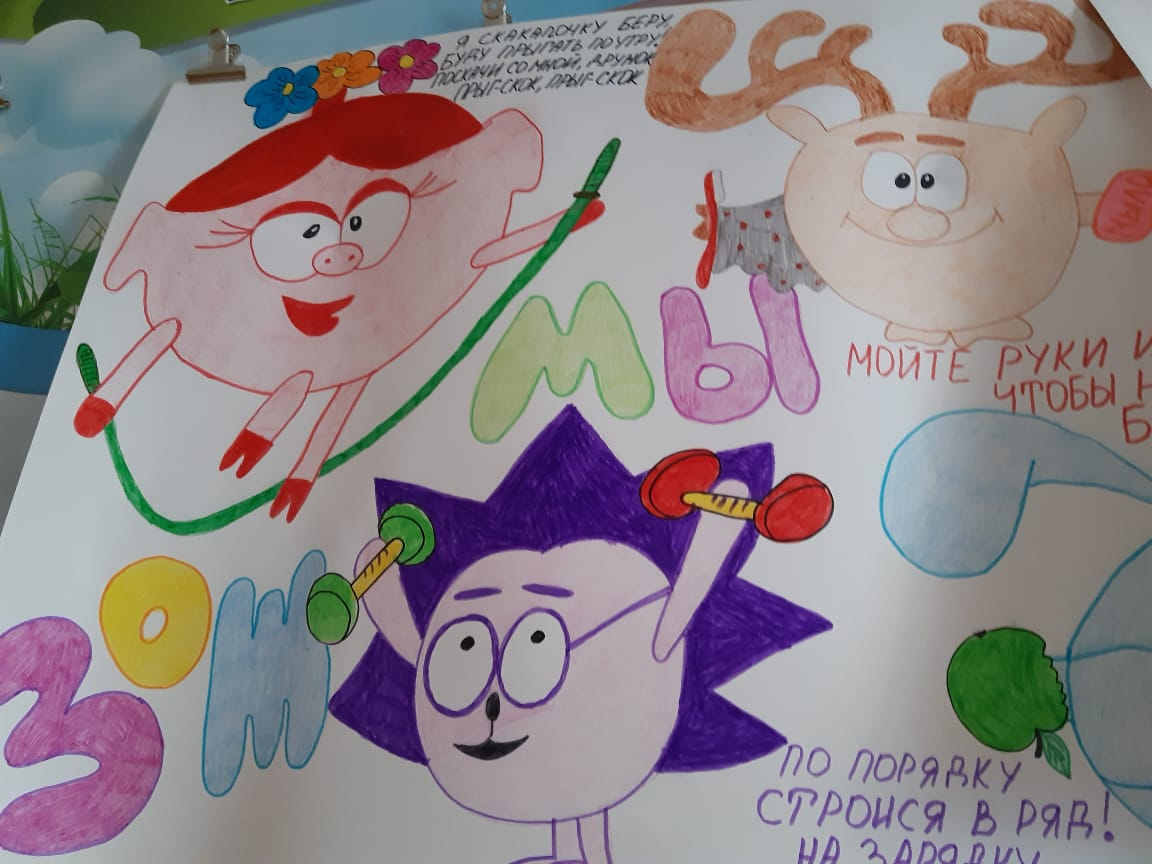 Я СКАКАЛОЧКУ БЕРУ,
БУДУ ПРЫГАТЬ ПО УТРУ.
ПОСКАЧИ СО МНОЙ, ДРУЖОК
ПРЫГ-СКОК, ПРЫГ-СКОК
МЫ
МОЙТЕ РУКИ И
ЧТОБЫ Н
Б
ЗОЖ
ПО ПОРЯДКУ
СТРОИСЯ В РЯД!
НА ЗАРЯДКУ